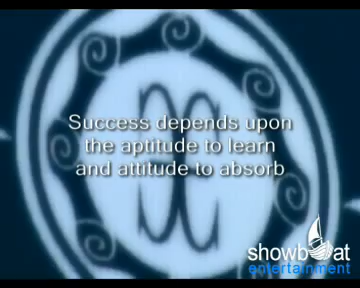 Success depends upon
the aptitude to learn
and attitude to absorb
showboat
entertainment